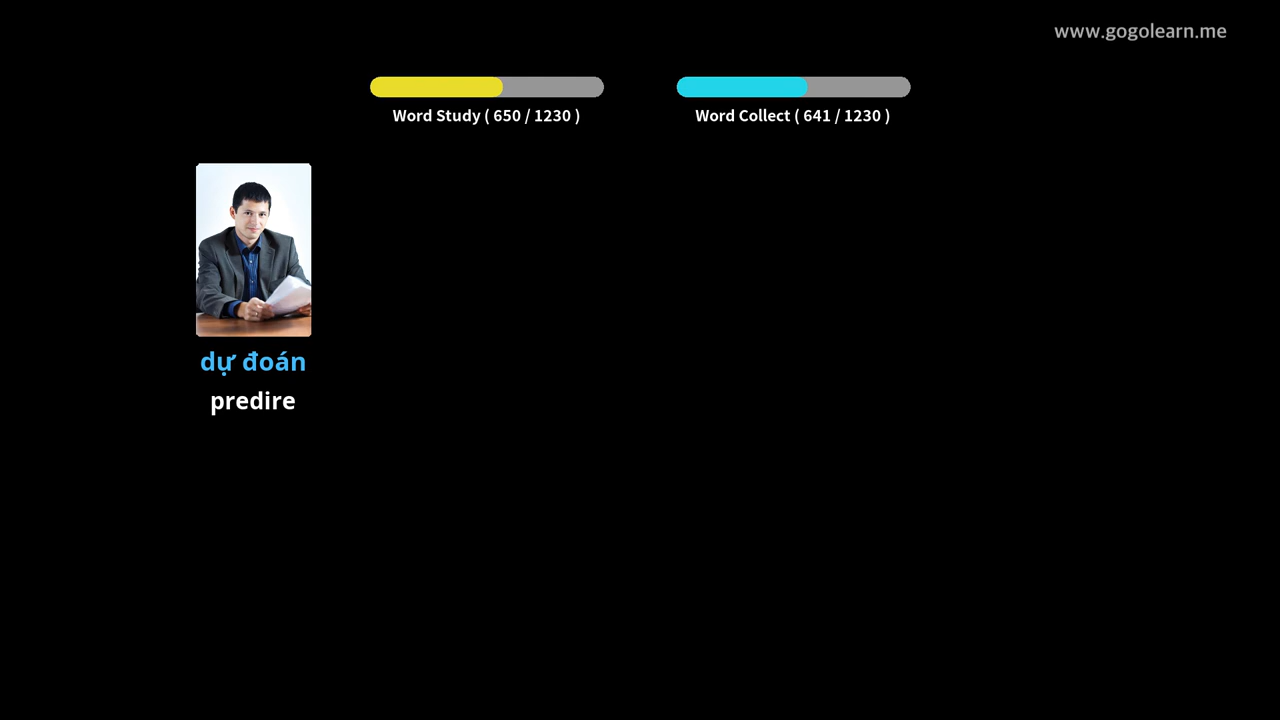 www.gogolearn.me
Word Study ( 650 / 1230 )
Word Collect ( 641 / 1230 )
dự đoán
predire